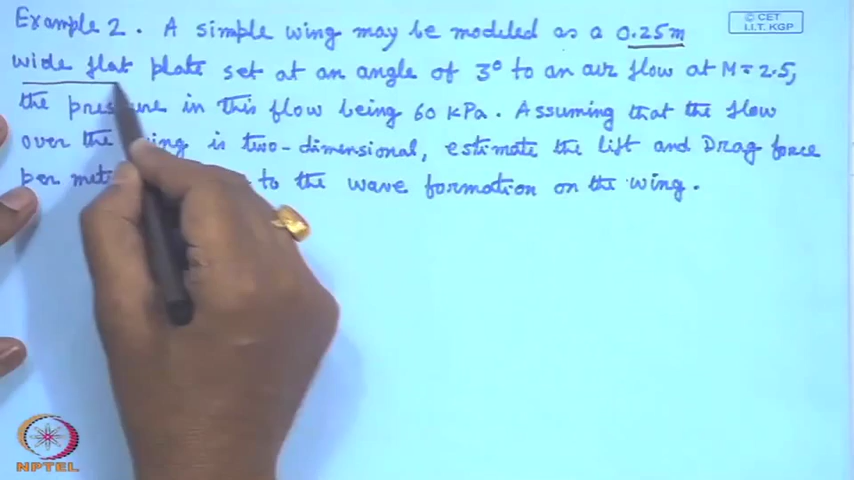 Example 2. A simple wing may be modeled as a 0.25m
wide flat plate set at an angle of 3° to an air flow at M=2.5,
the pressure in this flow being 60 kPa. Assuming that the flow
over the wing is two-dimensional, estimate the lift and Drag force
per to the wave formation on the wing.
© CET
I.I.T. KGP
NPTEL